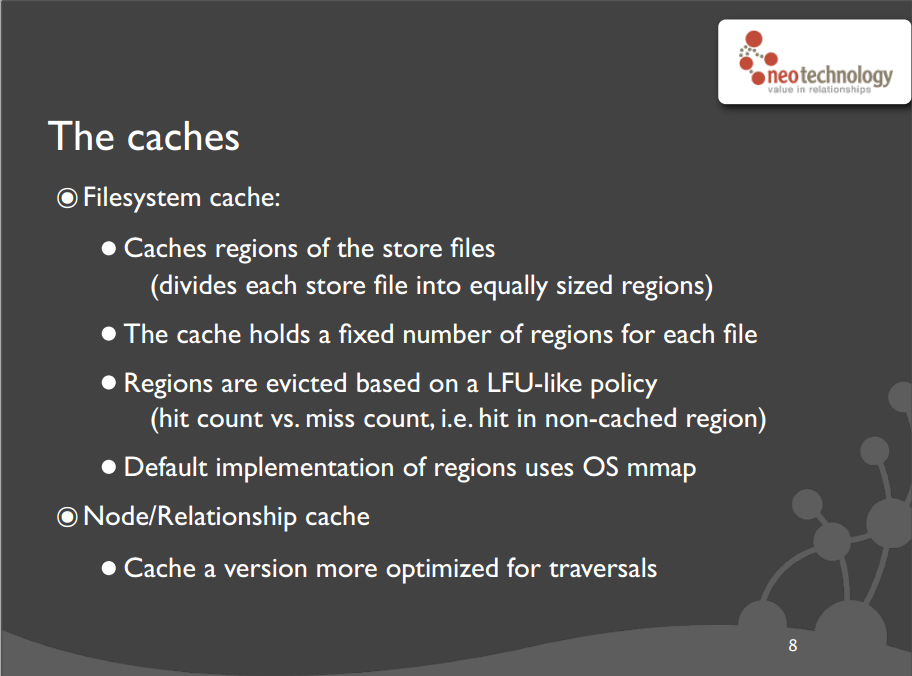 neotechnology
value in relationships
The caches
Filesystem cache:
Caches regions of the store files
(divides each store file into equally sized regions)
The cache holds a fixed number of regions for each file
Regions are evicted based on a LFU-like policy
(hit count vs. miss count, i.e. hit in non-cached region)
Default implementation of regions uses OS mmap
Node/Relationship cache
Cache a version more optimized for traversals
8